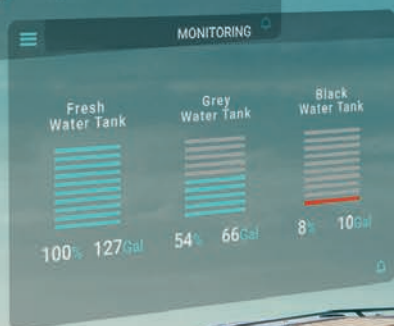 MONITORING
Fresh
Water Tank
Grey
Water Tank
Black
Water Tank
100% 127Gal
54% 66Gal
8% 10Gal